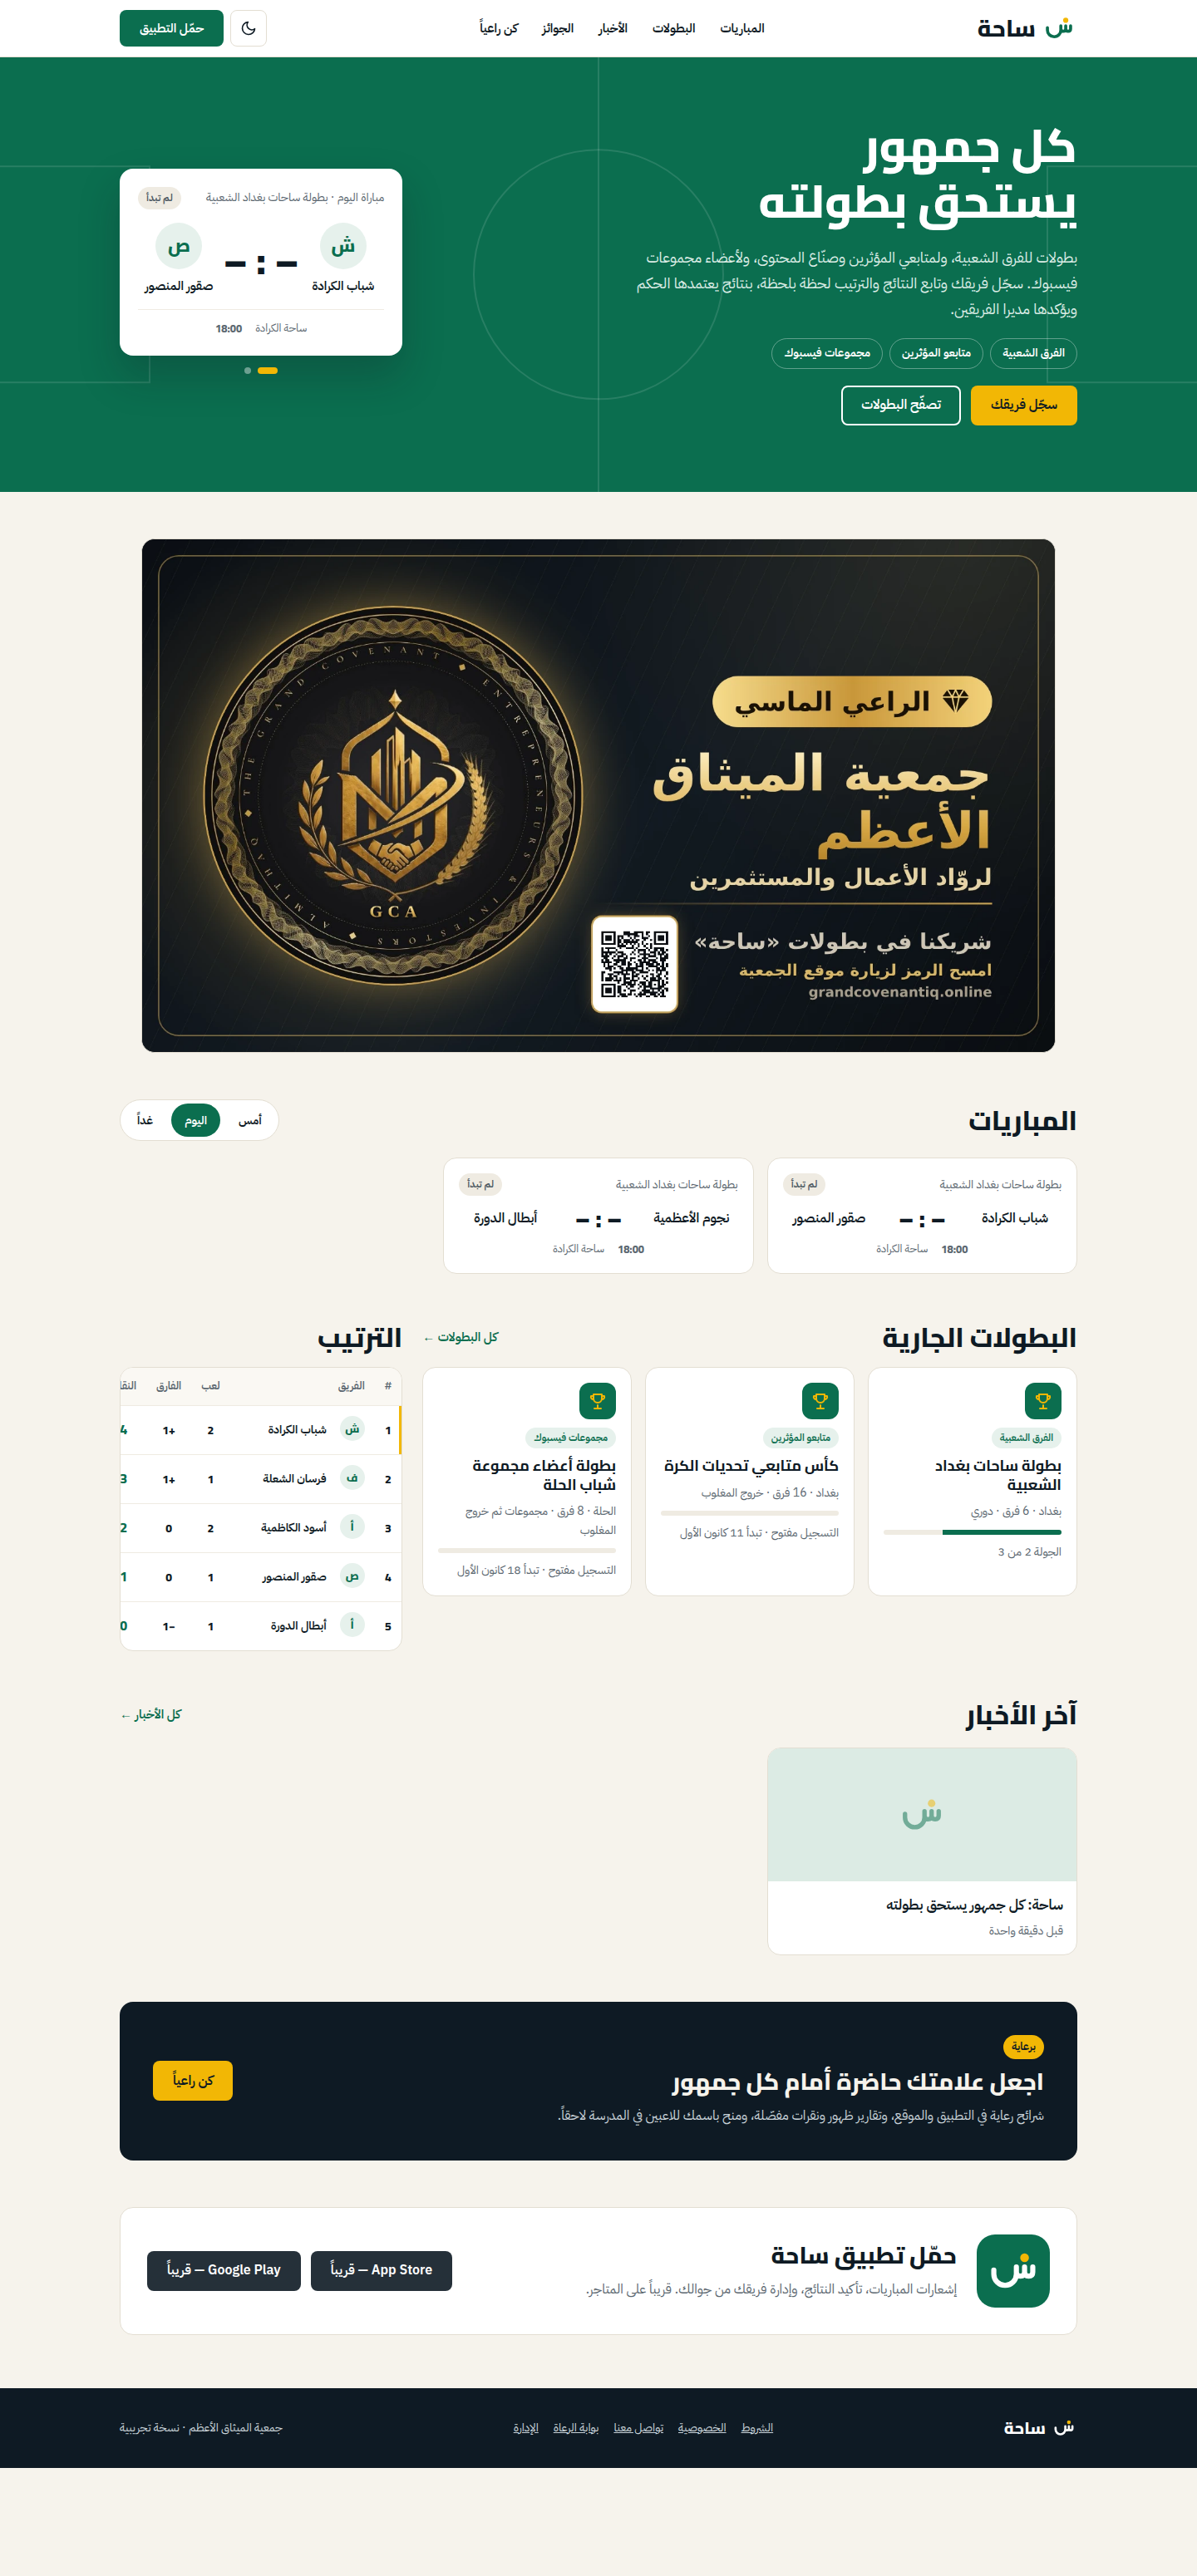 ساحة
المباريات
البطولات
الأخبار
الجوائز
كن راعياً
حمّل التطبيق
كل جمهور
يستحق بطولته
بطولات للفرق الشعبية، ولمتابعي المؤثرين وصنّاع المحتوى، ولأعضاء مجموعات
فيسبوك. سجّل فريقك وتابع النتائج والترتيب لحظة بلحظة، بنتائج يعتمدها الحكم
ويؤكدها مديرا الفريقين.
الفرق الشعبية
متابعو المؤثرين
مجموعات فيسبوك
سجّل فريقك
تصفّح البطولات
مباراة اليوم · بطولة ساحات بغداد الشعبية
لم تبدأ
ش
– : –
ص
شباب الكرادة
صقور المنصور
ساحة الكرادة 18:00
الراعي الماسي
جمعية الميثاق
الأعظم
لروّاد الأعمال والمستثمرين
شريكنا في بطولات «ساحة»
امسح الرمز لزيارة موقع الجمعية
grandcovenantiq.online
THE GRAND COVENANT ◆ ENTREPRENEURS & INVESTORS ◆ ALMITHAQ ◆
GCA
المباريات
أمس
اليوم
غداً
بطولة ساحات بغداد الشعبية
لم تبدأ
شباب الكرادة
– : –
صقور المنصور
18:00 ساحة الكرادة
بطولة ساحات بغداد الشعبية
لم تبدأ
نجوم الأعظمية
– : –
أبطال الدورة
18:00 ساحة الكرادة
البطولات الجارية
كل البطولات ←
الفرق الشعبية
بطولة ساحات بغداد
الشعبية
بغداد · 6 فرق · دوري
الجولة 2 من 3
متابعو المؤثرين
كأس متابعي تحديات الكرة
بغداد · 16 فرق · خروج المغلوب
التسجيل مفتوح · تبدأ 11 كانون الأول
مجموعات فيسبوك
بطولة أعضاء مجموعة
شباب الحلة
الحلة · 8 فرق · مجموعات ثم خروج
المغلوب
التسجيل مفتوح · تبدأ 18 كانون الأول
الترتيب
# الفريق لعب الفارق النقا
1 ش شباب الكرادة 2 +1 4
2 ف فرسان الشعلة 1 +1 3
3 أ أسود الكاظمية 2 0 2
4 ص صقور المنصور 1 0 1
5 أ أبطال الدورة 1 −1 0
آخر الأخبار
كل الأخبار ←
ساحة: كل جمهور يستحق بطولته
قبل دقيقة واحدة
برعاية
اجعل علامتك حاضرة أمام كل جمهور
شرائح رعاية في التطبيق والموقع، وتقارير ظهور ونقرات مفصّلة، ومنح باسمك للاعبين في المدرسة لاحقاً.
كن راعياً
حمّل تطبيق ساحة
إشعارات المباريات، تأكيد النتائج، وإدارة فريقك من جوالك. قريباً على المتاجر.
App Store — قريباً
Google Play — قريباً
ساحة
الشروط
الخصوصية
تواصل معنا
بوابة الرعاة
الإدارة
جمعية الميثاق الأعظم · نسخة تجريبية